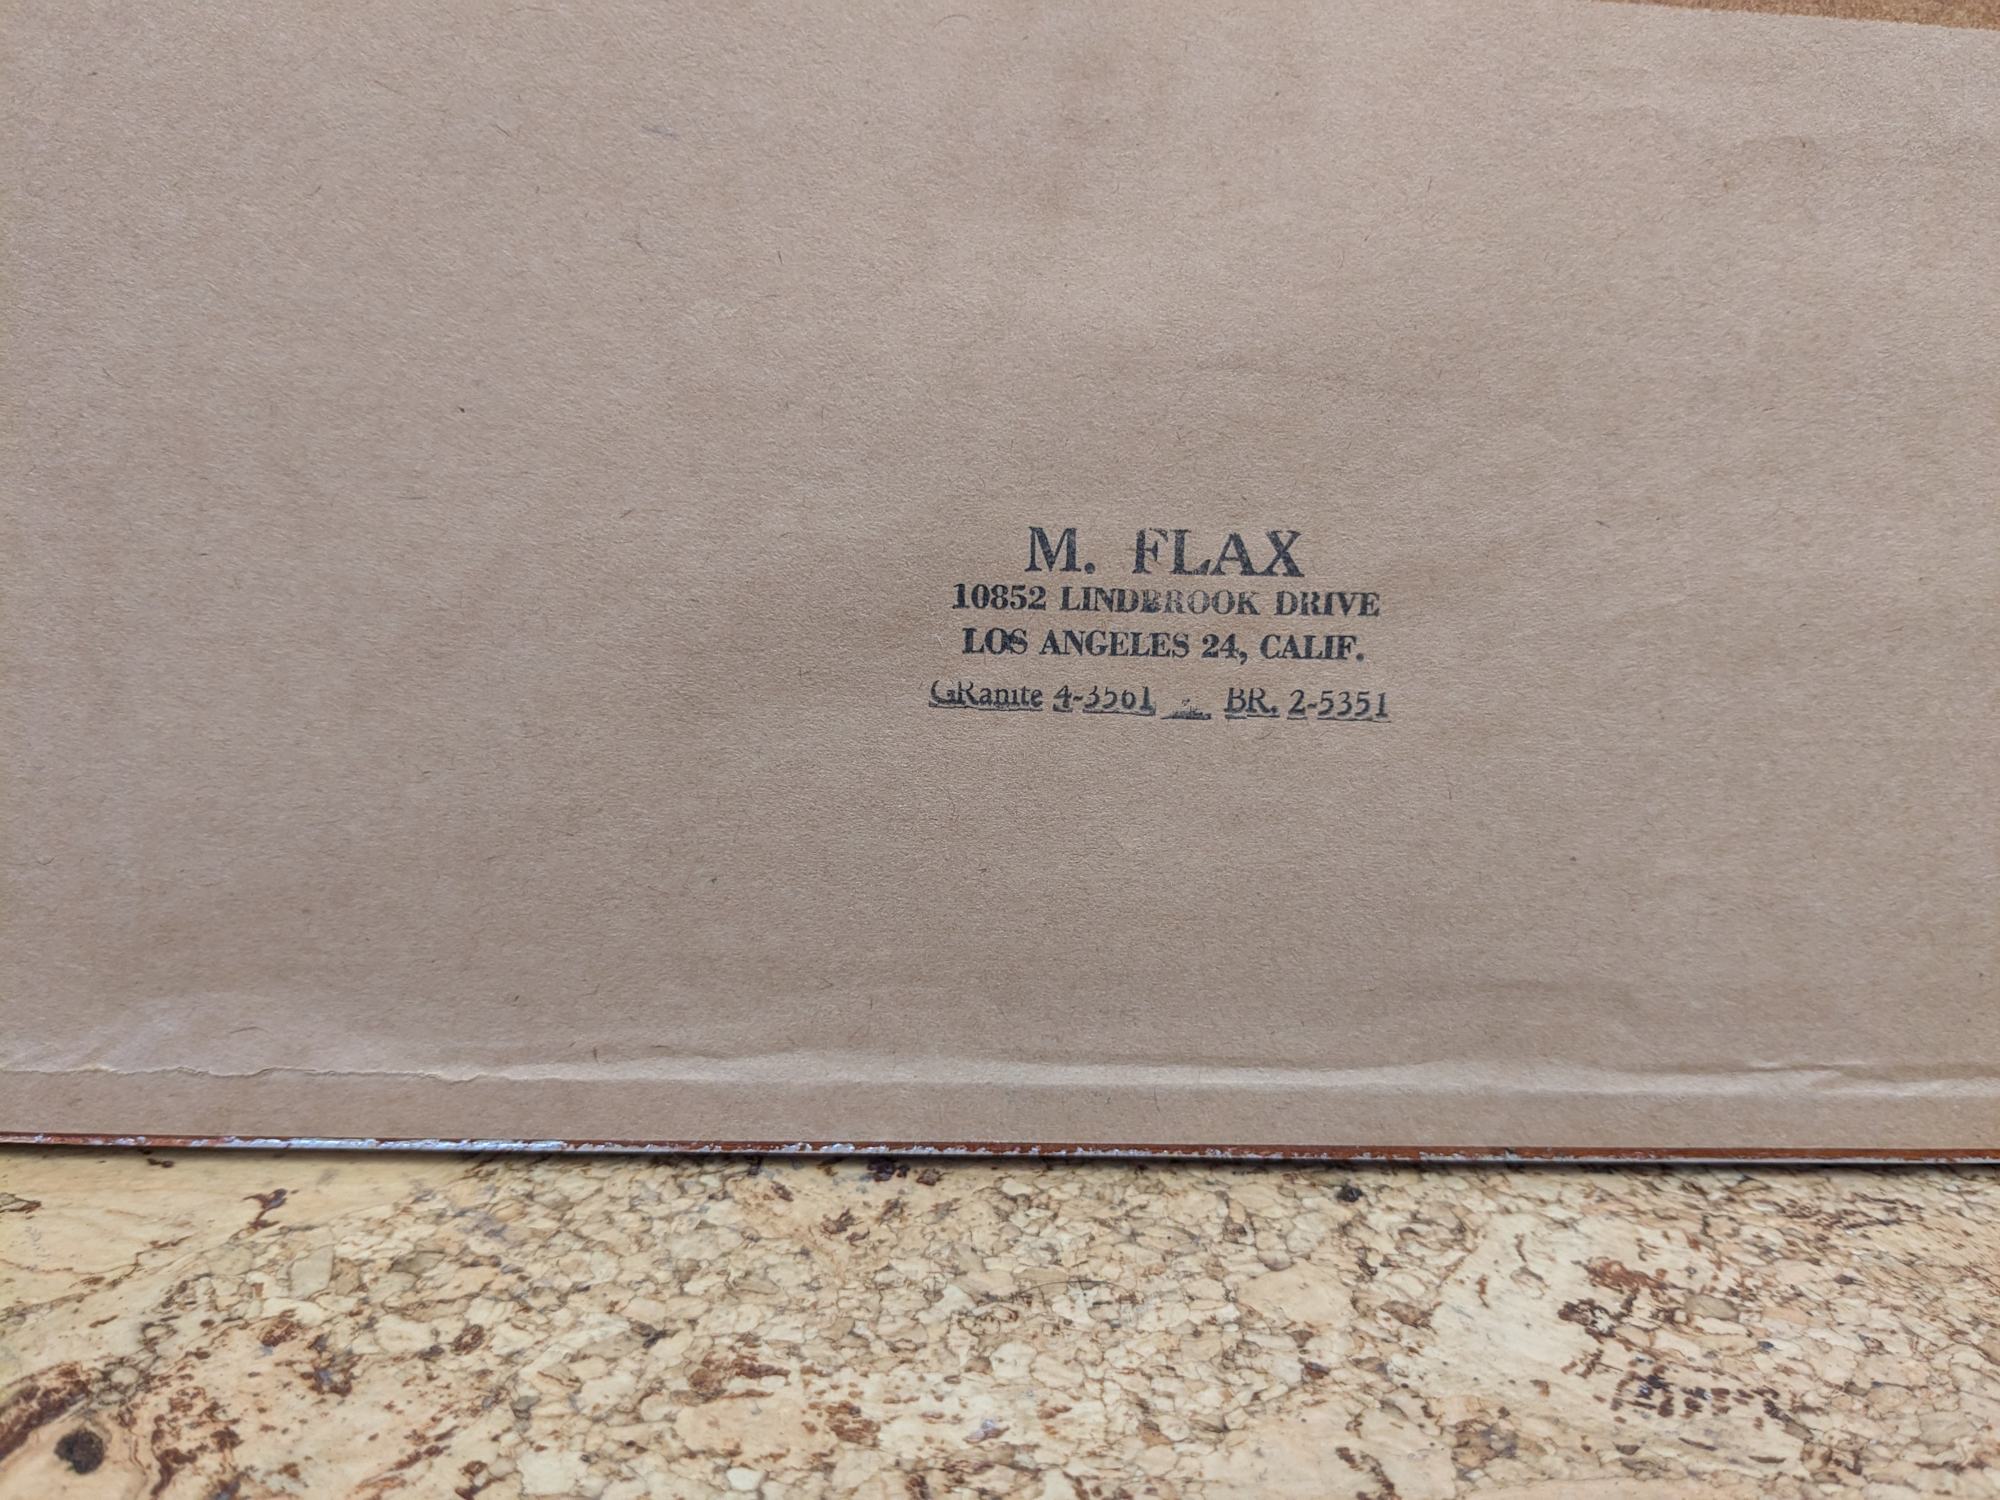 M. FLAX
10852 LINDBROOK DRIVE
LOS ANGELES 24, CALIF.
GRanite 4-3561 BR. 2-5351